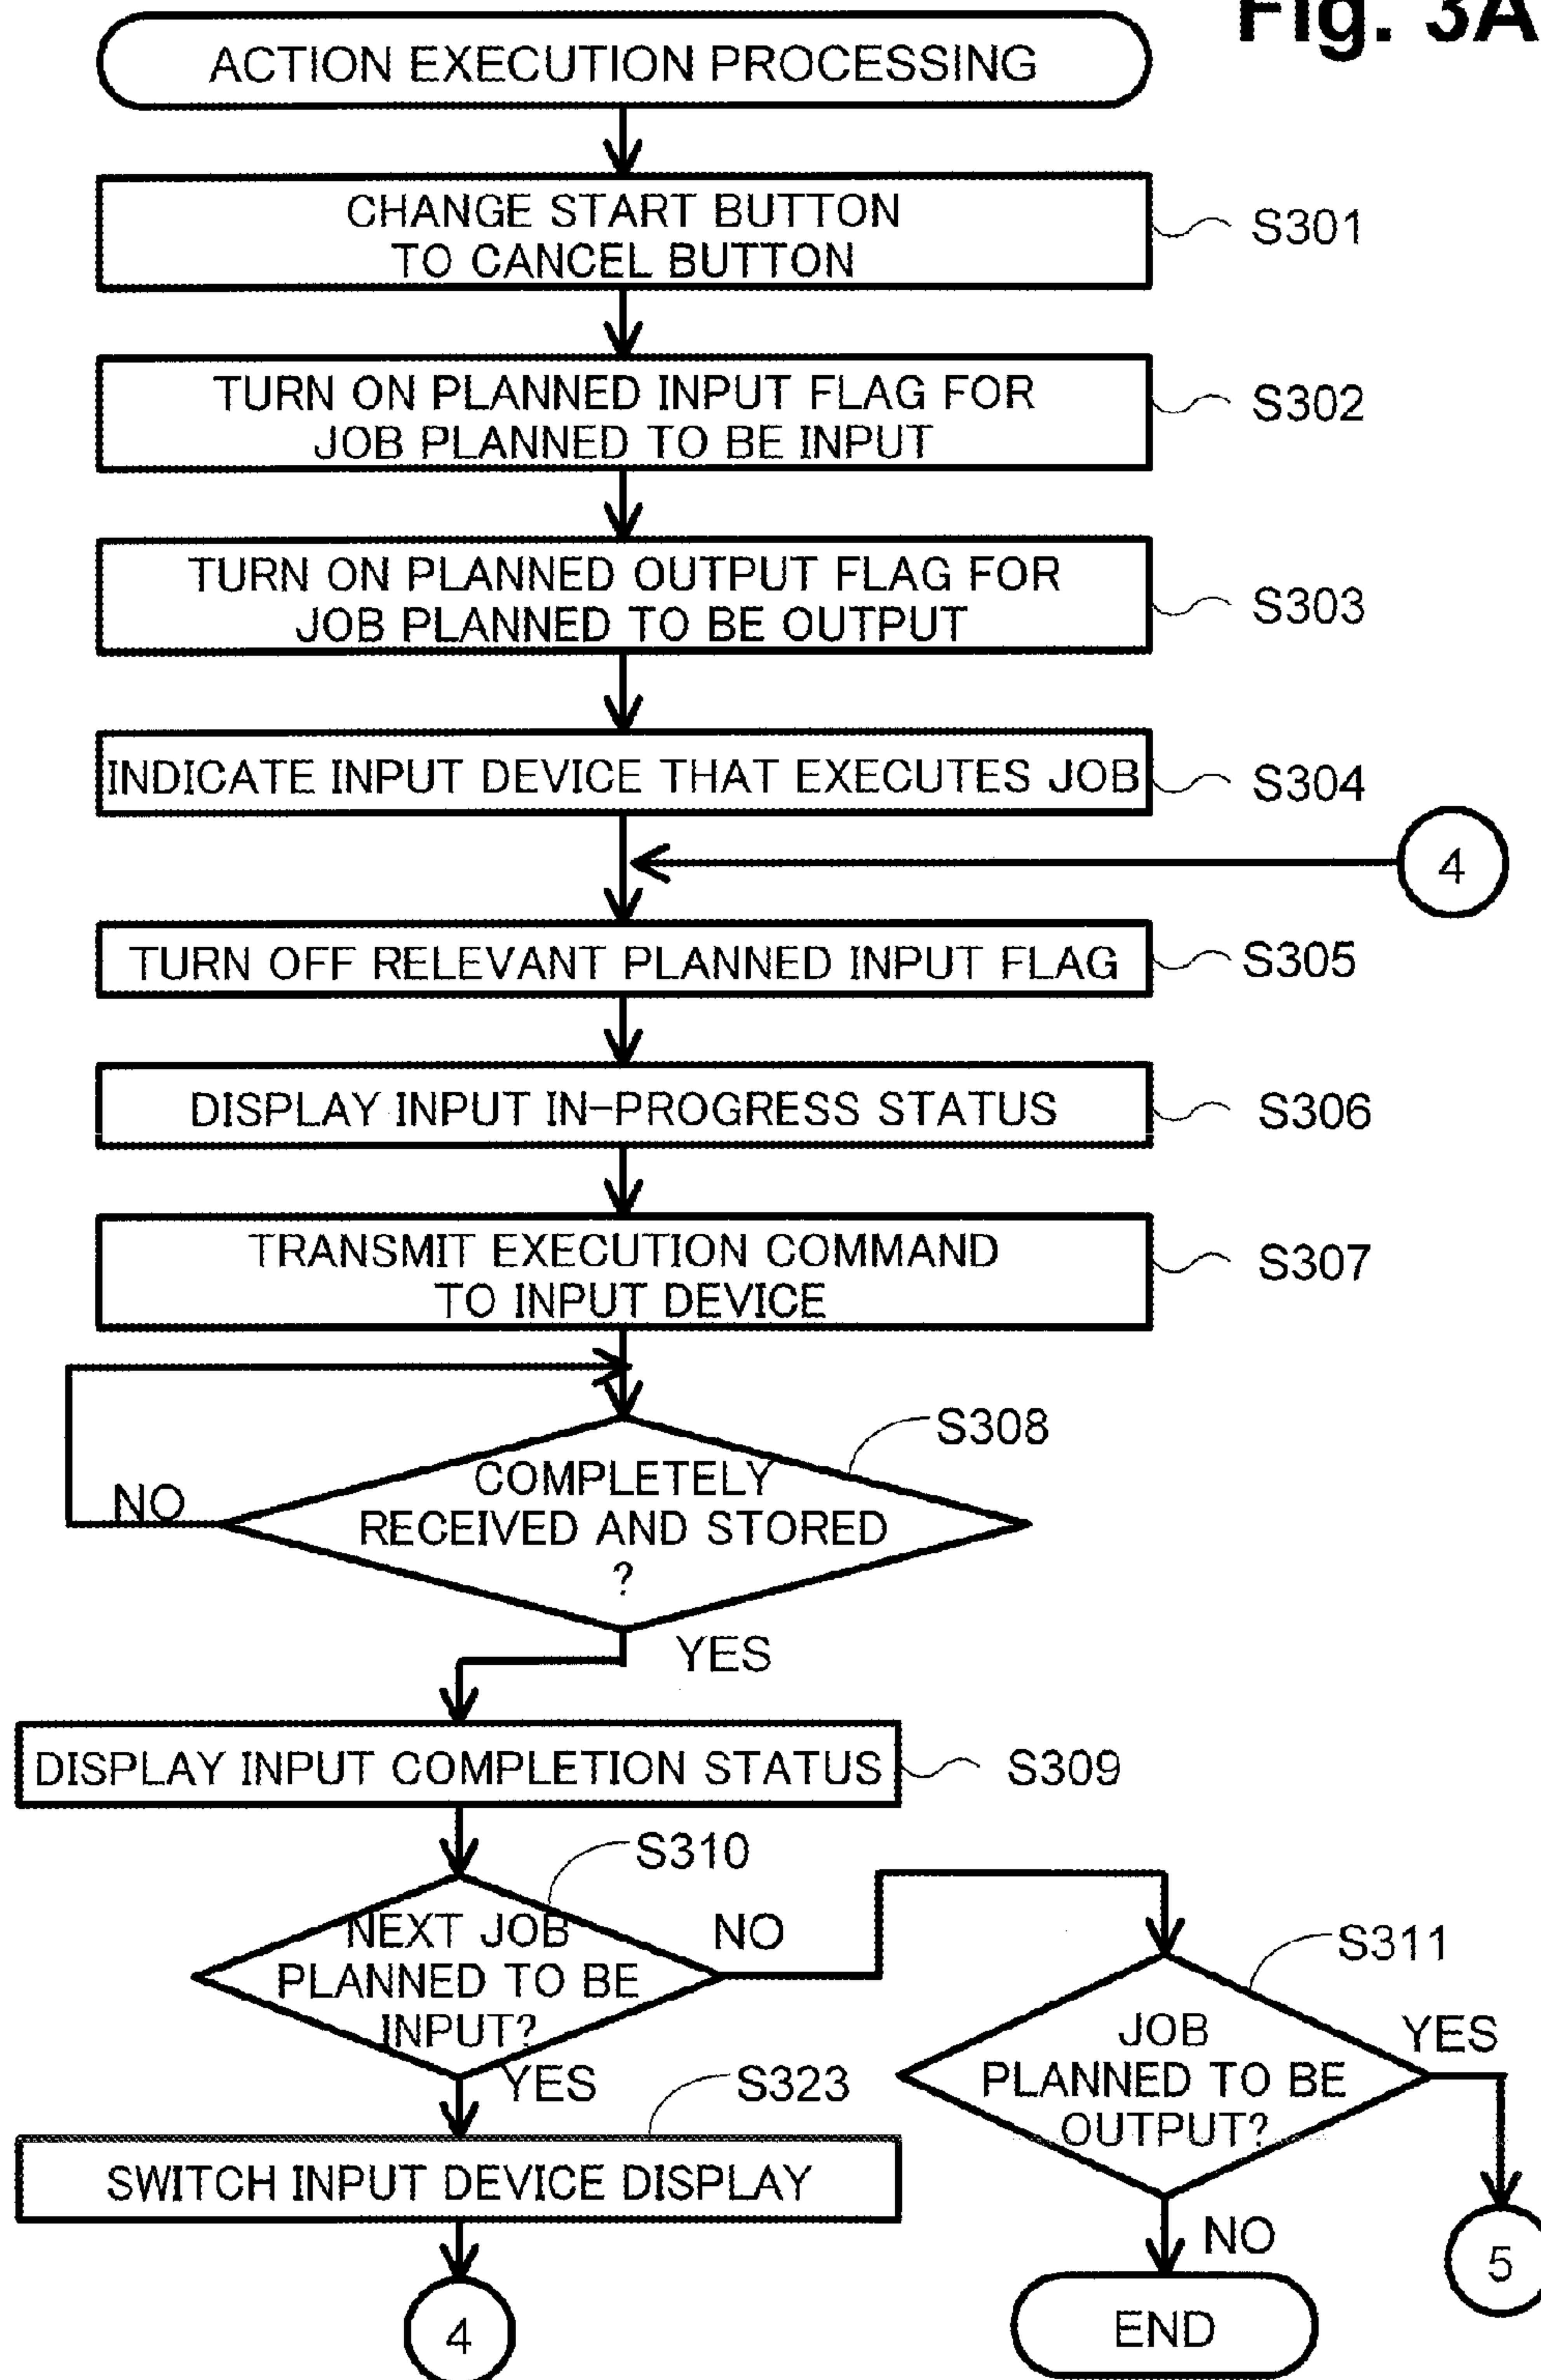 Fig. 3A
ACTION EXECUTION PROCESSING
CHANGE START BUTTON
TO CANCEL BUTTON
S301
TURN ON PLANNED INPUT FLAG FOR
JOB PLANNED TO BE INPUT
S302
TURN ON PLANNED OUTPUT FLAG FOR
JOB PLANNED TO BE OUTPUT
S303
INDICATE INPUT DEVICE THAT EXECUTES JOB
S304
4
TURN OFF RELEVANT PLANNED INPUT FLAG
S305
DISPLAY INPUT IN-PROGRESS STATUS
S306
TRANSMIT EXECUTION COMMAND
TO INPUT DEVICE
S307
S308
COMPLETELY
RECEIVED AND STORED
?
NO
YES
DISPLAY INPUT COMPLETION STATUS
S309
S310
NEXT JOB
PLANNED TO BE
INPUT?
NO
YES
S311
JOB
PLANNED TO BE
OUTPUT?
YES
NO
S323
SWITCH INPUT DEVICE DISPLAY
4
END
5